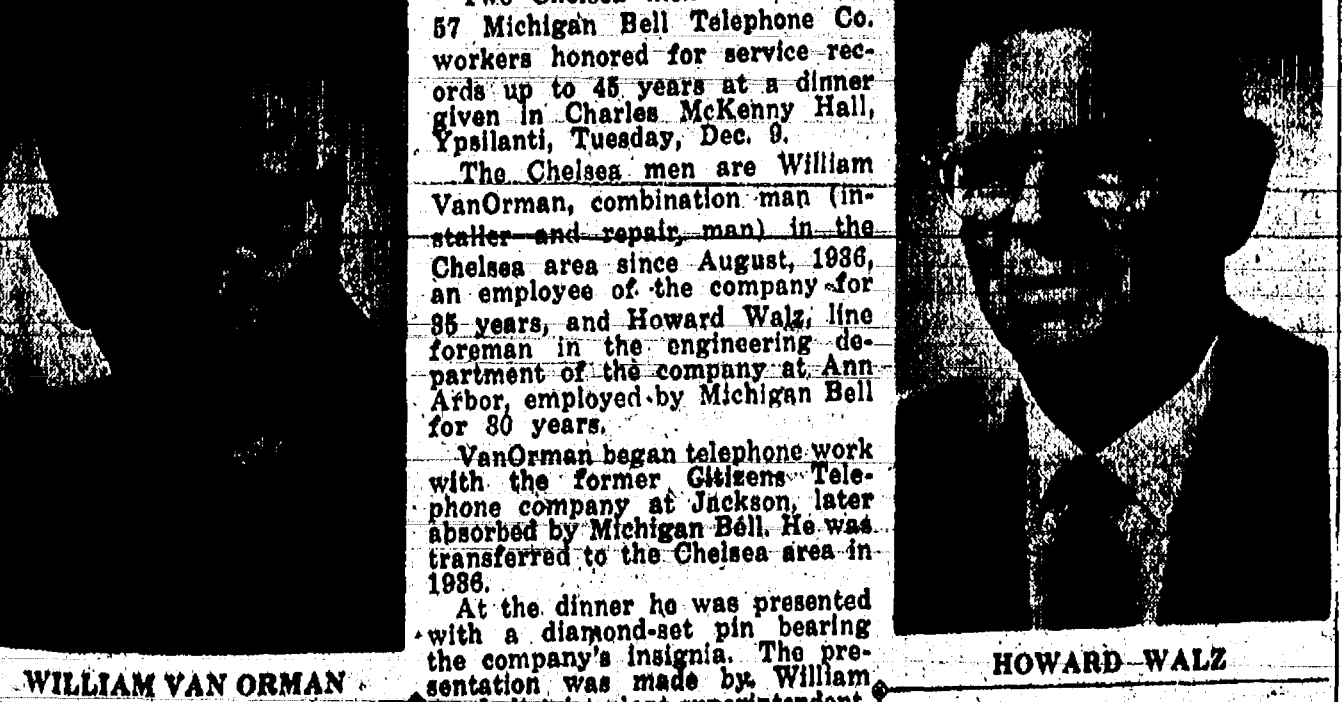 57 Michigan Bell Telephone Co.
workers honored for service rec-
ords up to 45 years at a dinner
given in Charles McKenny Hall,
Ypsilanti, Tuesday, Dec. 9.
The Chelsea men are William
VanOrman, combination man (in-
staller and repair man) in the
Chelsea area since August, 1936,
an employee of the company for
35 years, and Howard Walz, line
foreman in the engineering de-
partment of the company at Ann
Arbor, employed by Michigan Bell
for 30 years.
VanOrman began telephone work
with the former Citizens Tele-
phone company at Jackson, later
absorbed by Michigan Bell. He was
transferred to the Chelsea area in
1936.
At the dinner he was presented
with a diamond-set pin bearing
the company's insignia. The pre-
sentation was made by William
superintendent
WILLIAM VAN ORMAN
HOWARD WALZ